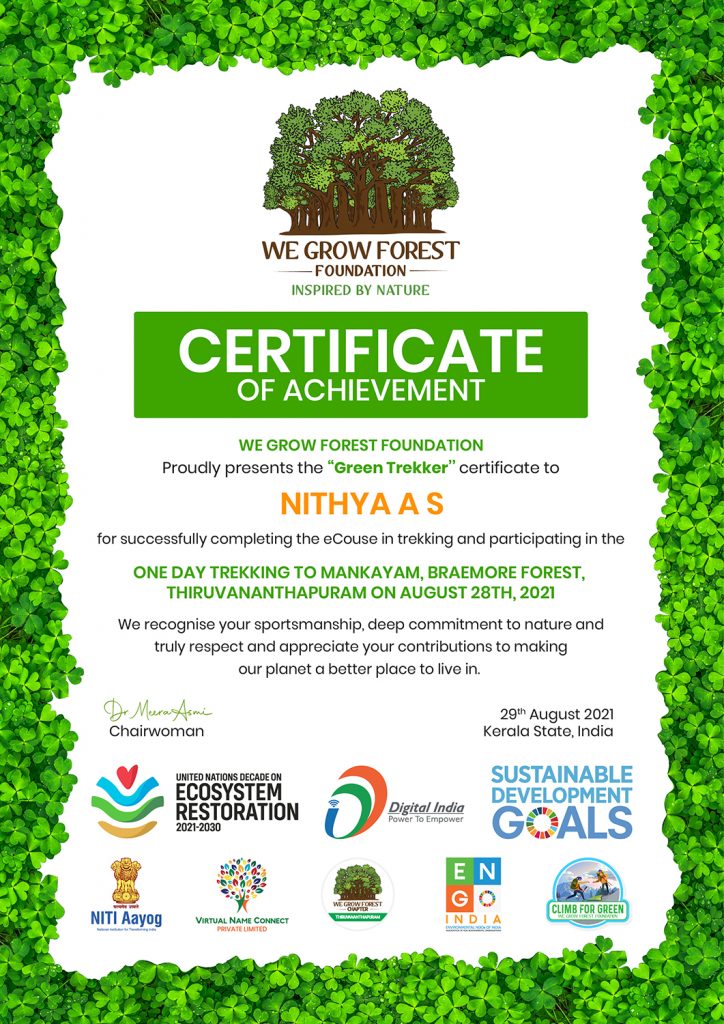 WE GROW FOREST
FOUNDATION
INSPIRED BY NATURE
CERTIFICATE
OF ACHIEVEMENT
WE GROW FOREST FOUNDATION
Proudly presents the “Green Trekker’’ certificate to
NITHYA A S
for successfully completing the eCouse in trekking and participating in the
ONE DAY TREKKING TO MANKAYAM, BRAEMORE FOREST,
THIRUVANANTHAPURAM ON AUGUST 28TH, 2021
We recognise your sportsmanship, deep commitment to nature and
truly respect and appreciate your contributions to making
our planet a better place to live in.
Dr Meera Asmi
Chairwoman
29th August 2021
Kerala State, India
UNITED NATIONS DECADE ON
ECOSYSTEM
RESTORATION
2021-2030
Digital India
Power To Empower
SUSTAINABLE
DEVELOPMENT
GOALS
सत्यमेव जयते
NITI Aayog
National Institution for Transforming India
VIRTUAL NAME CONNECT
PRIVATE LIMITED
WE GROW FOREST
CHAPTER
THIRUVANANTHAPURAM
EN
GO
INDIA
CLIMB FOR GREEN
WE GROW FOREST FOUNDATION